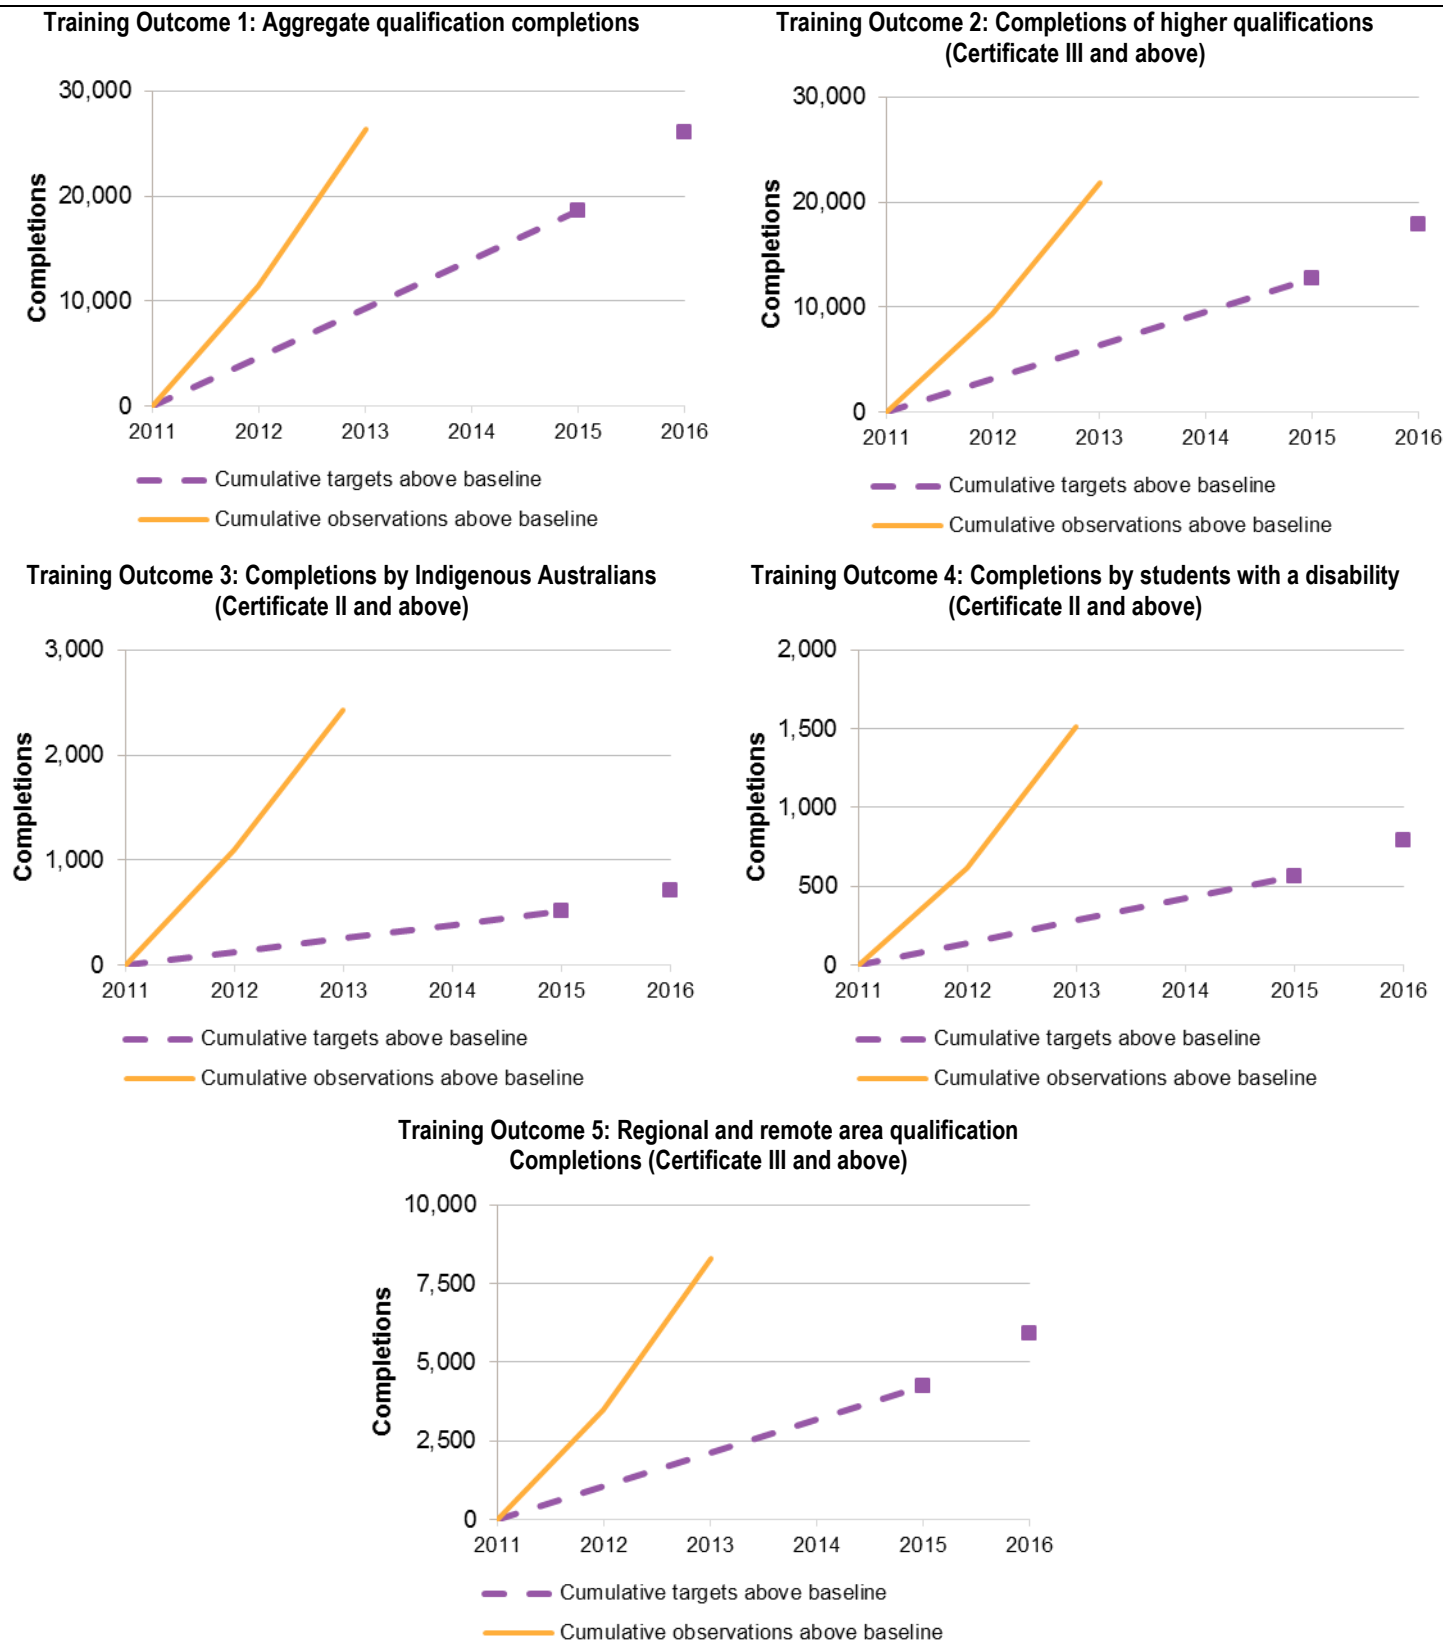 Training Outcome 1: Aggregate qualification completions
30,000
20,000
10,000
0
Completions
2011 2012 2013 2014 2015 2016
Cumulative targets above baseline
Cumulative observations above baseline
Training Outcome 2: Completions of higher qualifications
(Certificate III and above)
30,000
20,000
10,000
0
Completions
2011 2012 2013 2014 2015 2016
Cumulative targets above baseline
Cumulative observations above baseline
Training Outcome 3: Completions by Indigenous Australians
(Certificate II and above)
3,000
2,000
1,000
0
Completions
2011 2012 2013 2014 2015 2016
Cumulative targets above baseline
Cumulative observations above baseline
Training Outcome 4: Completions by students with a disability
(Certificate II and above)
2,000
1,500
1,000
500
0
Completions
2011 2012 2013 2014 2015 2016
Cumulative targets above baseline
Cumulative observations above baseline
Training Outcome 5: Regional and remote area qualification
Completions (Certificate III and above)
10,000
7,500
5,000
2,500
0
Completions
2011 2012 2013 2014 2015 2016
Cumulative targets above baseline
Cumulative observations above baseline